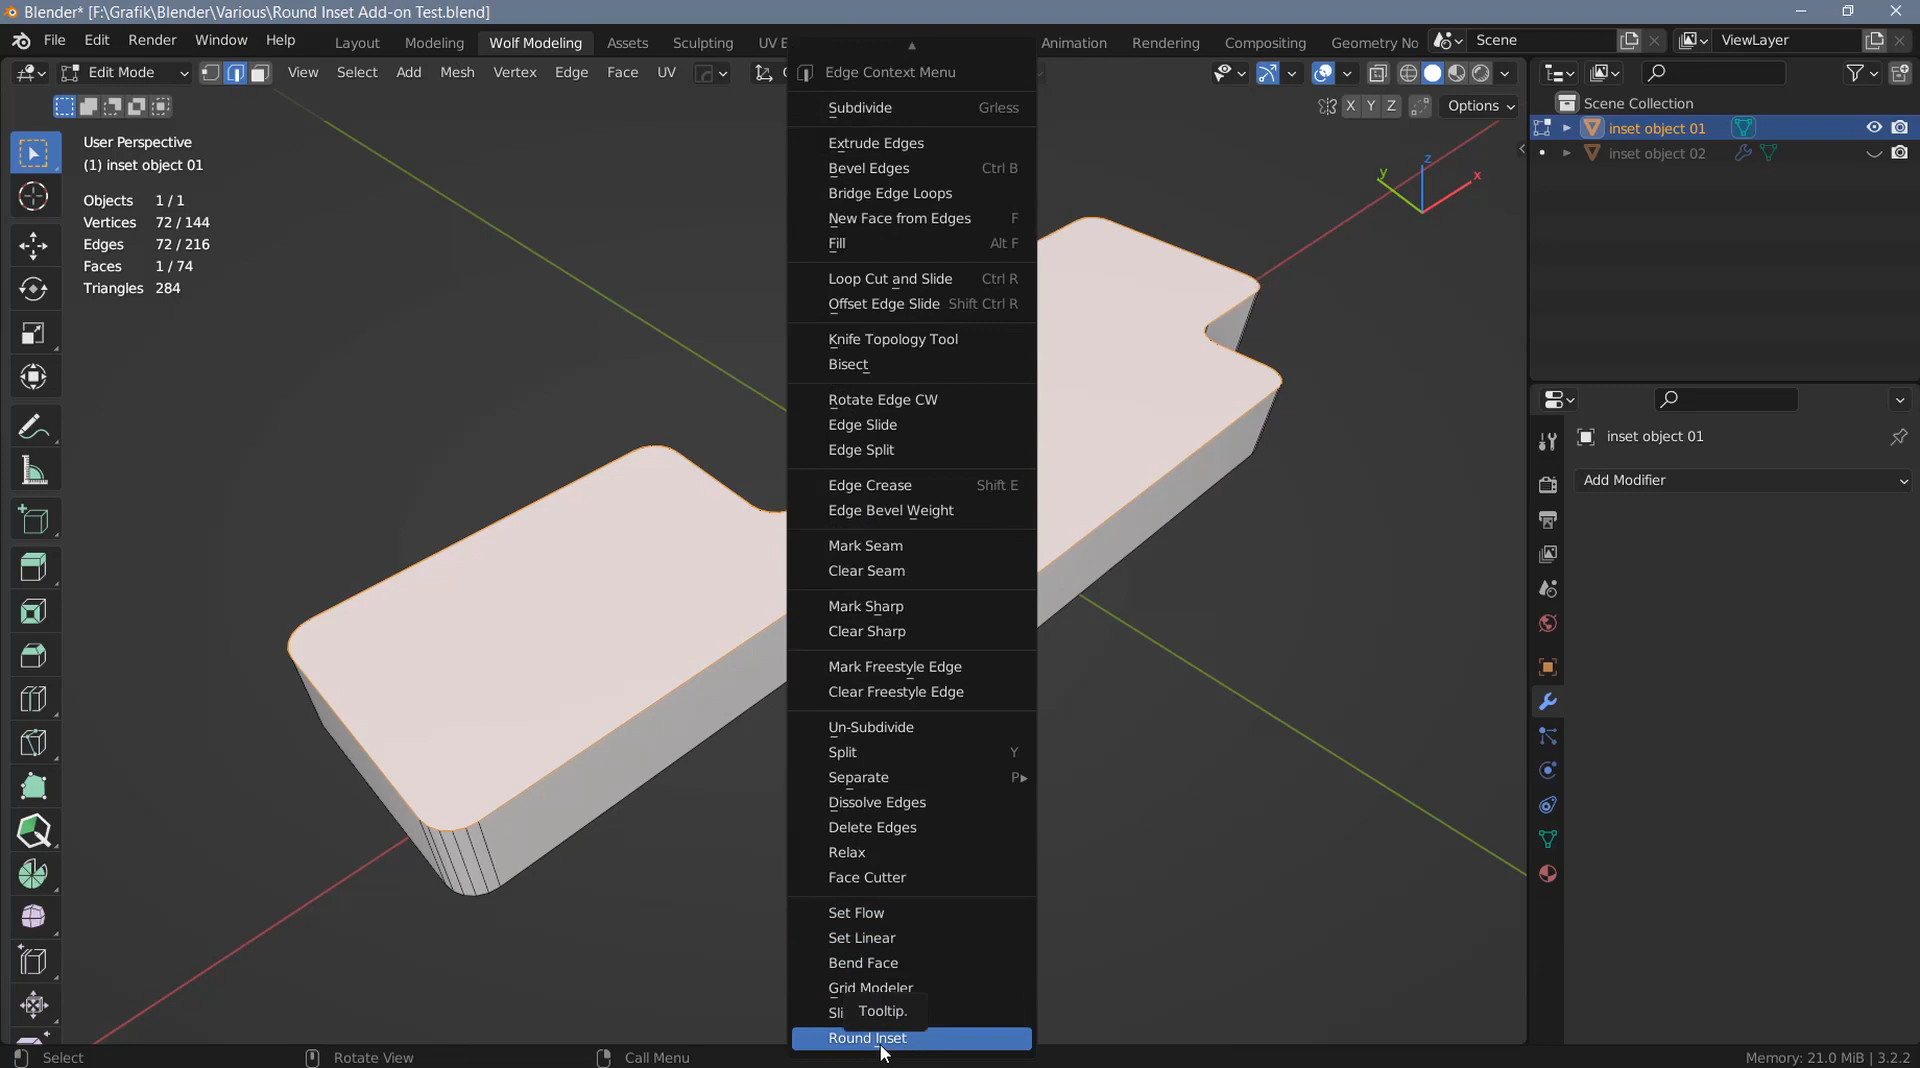 Blender* [F:\Grafik\Blender\Various\Round Inset Add-on Test.blend]
File Edit Render Window Help Layout Modeling Wolf Modeling Assets Sculpting UV E Animation Rendering Compositing Geometry No Scene ViewLayer
Edit Mode View Select Add Mesh Vertex Edge Face UV
X Y Z Options
User Perspective
(1) inset object 01
Objects 1 / 1
Vertices 72 / 144
Edges 72 / 216
Faces 1 / 74
Triangles 284
Edge Context Menu
Subdivide Grless
Extrude Edges
Bevel Edges Ctrl B
Bridge Edge Loops
New Face from Edges F
Fill Alt F
Loop Cut and Slide Ctrl R
Offset Edge Slide Shift Ctrl R
Knife Topology Tool
Bisect
Rotate Edge CW
Edge Slide
Edge Split
Edge Crease Shift E
Edge Bevel Weight
Mark Seam
Clear Seam
Mark Sharp
Clear Sharp
Mark Freestyle Edge
Clear Freestyle Edge
Un-Subdivide
Split Y
Separate P
Dissolve Edges
Delete Edges
Relax
Face Cutter
Set Flow
Set Linear
Bend Face
Grid Modeler
Sli
Tooltip.
Round Inset
z
y
x
Scene Collection
inset object 01
inset object 02
inset object 01
Add Modifier
Select Rotate View Call Menu
Memory: 21.0 MiB | 3.2.2